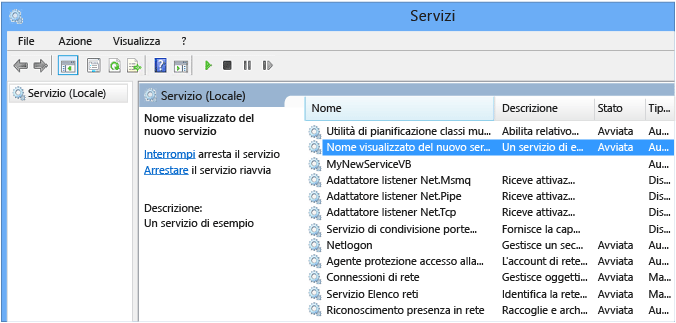 Servizi
File Azione Visualizza ?
Servizio (Locale)
Servizio (Locale)
Nome visualizzato del
nuovo servizio
Interrompi arresta il servizio
Arrestare il servizio riavvia
Descrizione:
Un servizio di esempio
Nome Descrizione Stato Tip...
Utilità di pianificazione classi mu... Abilita relativo... Avviata Au...
Nome visualizzato del nuovo ser... Un servizio di e... Avviata Au...
MyNewServiceVB Au...
Adattatore listener Net.Msmq Riceve attivaz... Dis...
Adattatore listener Net.Pipe Riceve attivaz... Dis...
Adattatore listener Net.Tcp Riceve attivaz... Dis...
Servizio di condivisione porte... Fornisce la cap... Dis...
Netlogon Gestisce un sec... Avviata Au...
Agente protezione accesso alla... L'account di rete... Avviata Au...
Connessioni di rete Gestisce oggetti... Avviata Ma...
Servizio Elenco reti Identifica la rete... Avviata Ma...
Riconoscimento presenza in rete Raccoglie e arch... Avviata Au...